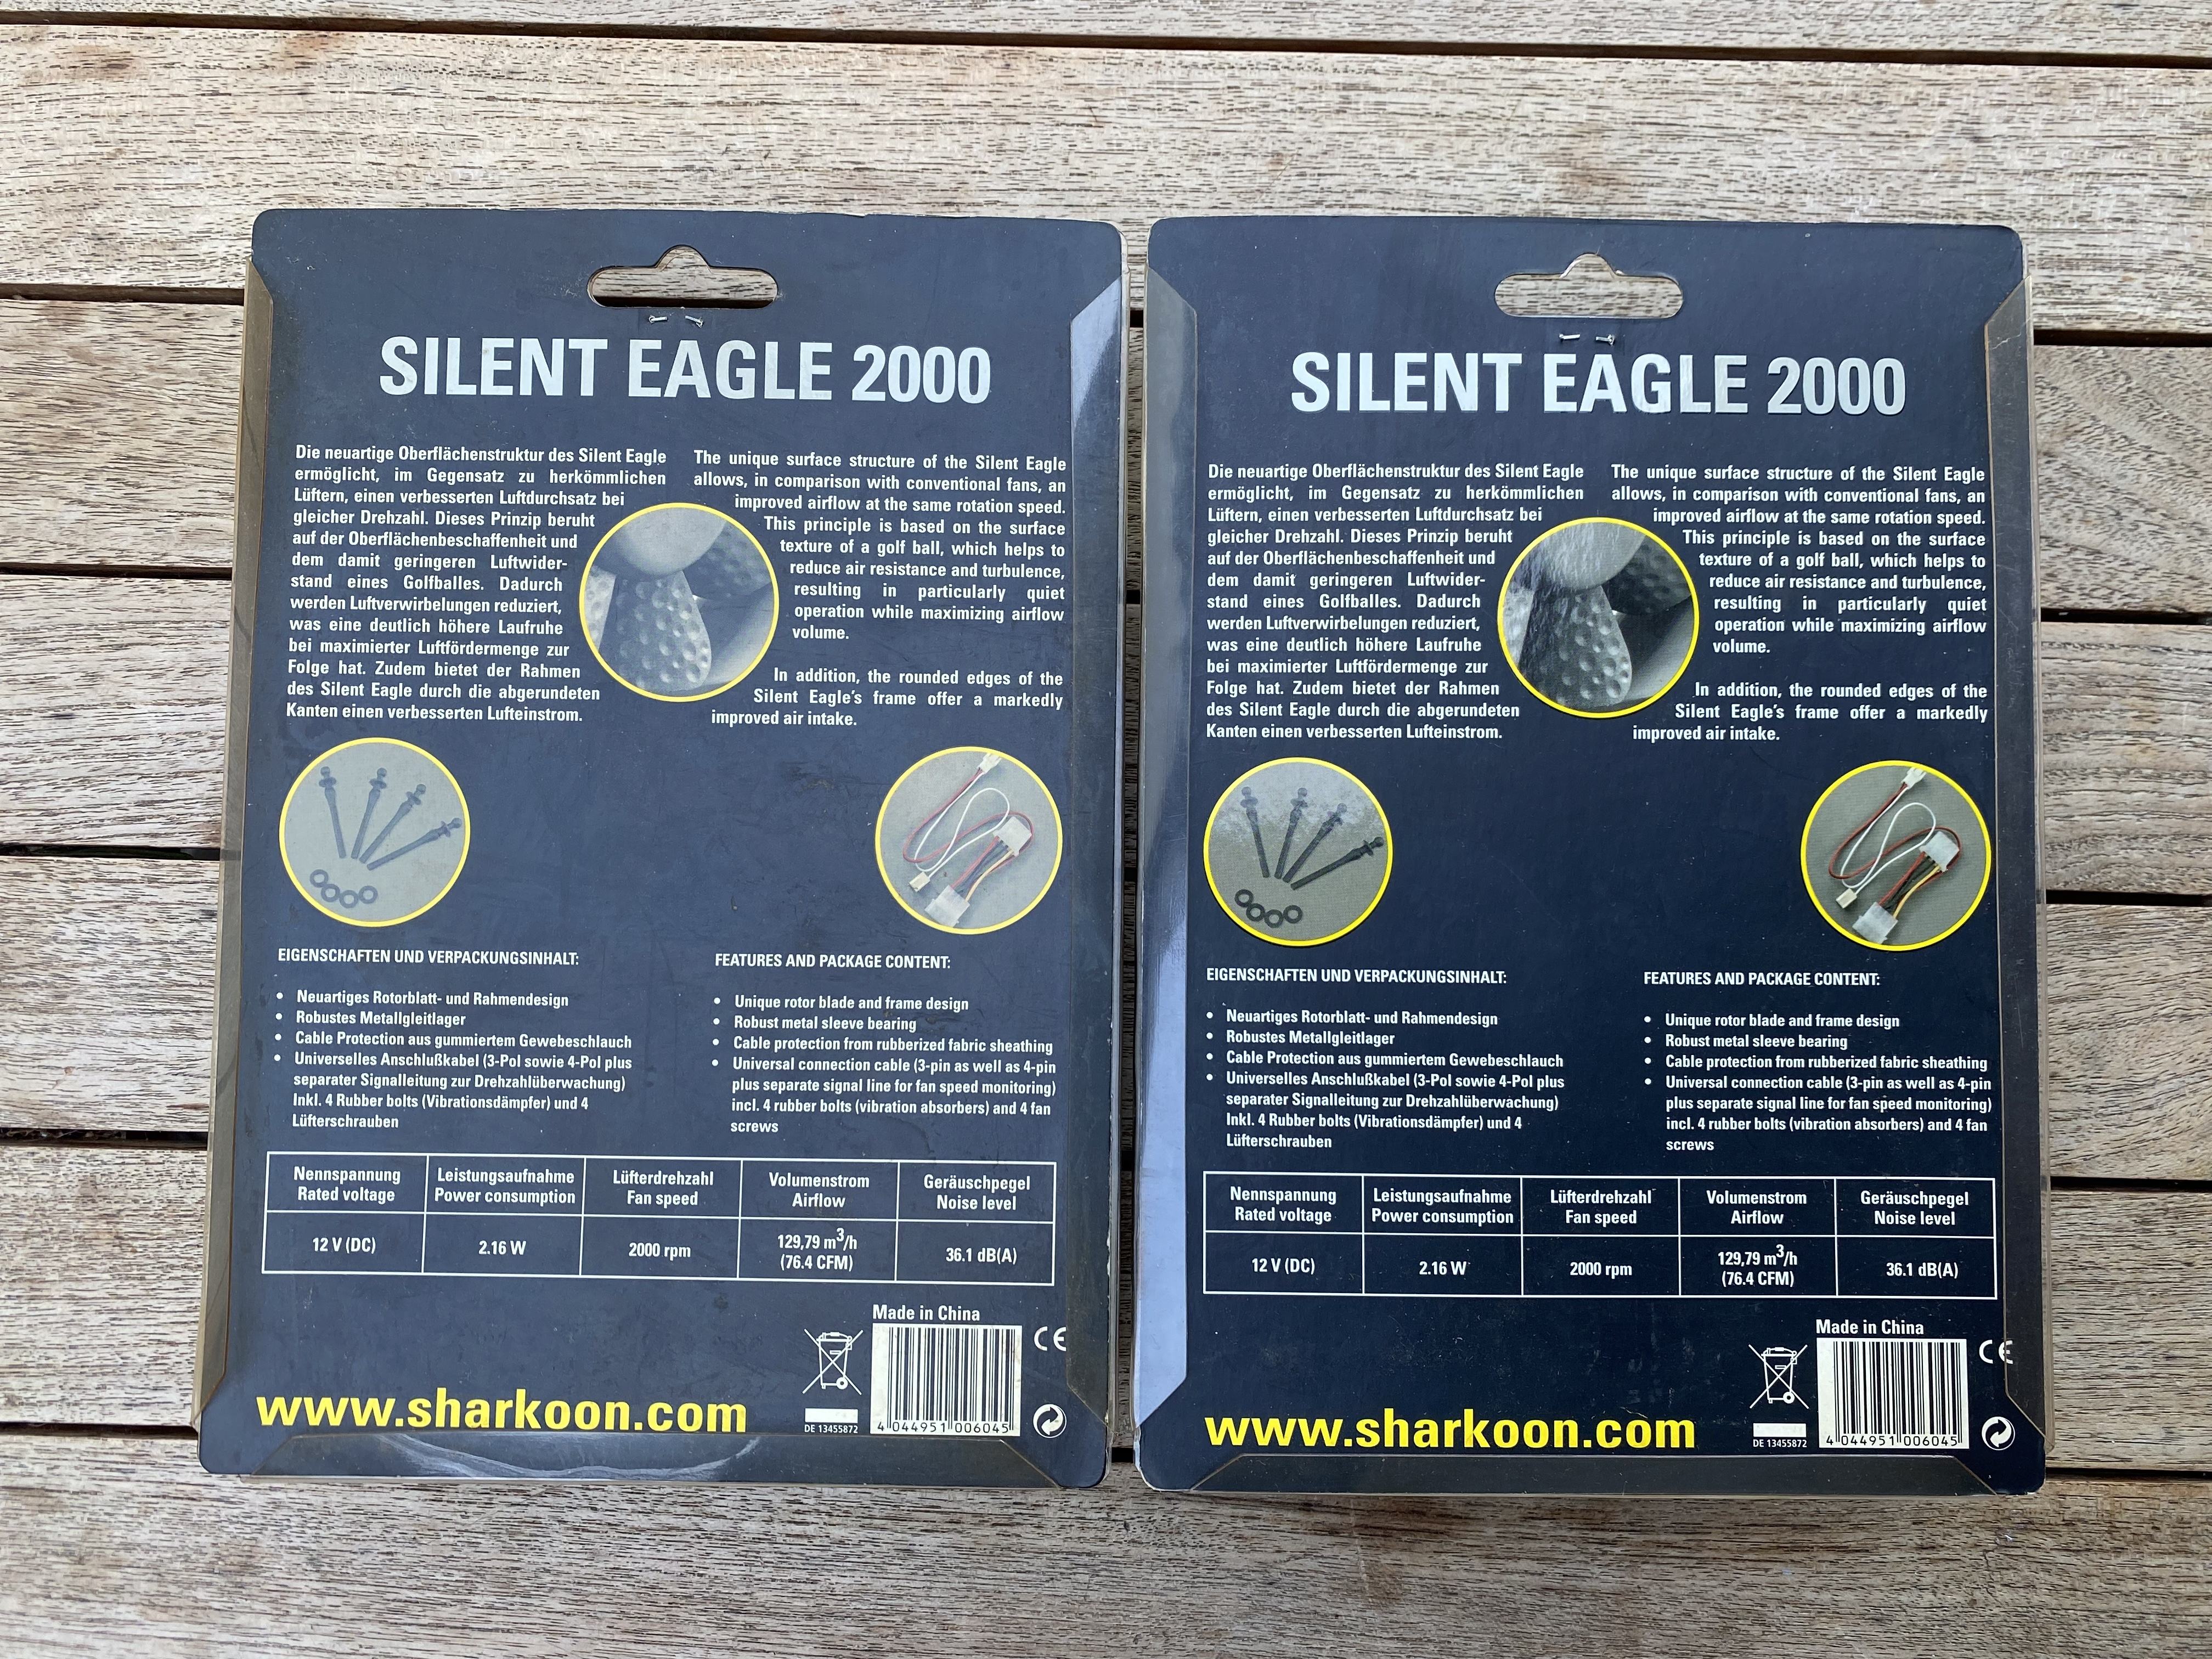 SILENT EAGLE 2000
Die neuartige Oberflächenstruktur des Silent Eagle
ermöglicht, im Gegensatz zu herkömmlichen
Lüftern, einen verbesserten Luftdurchsatz bei
gleicher Drehzahl. Dieses Prinzip beruht
auf der Oberflächenbeschaffenheit und
dem damit geringeren Luftwider-
stand eines Golfballes. Dadurch
werden Luftverwirbelungen reduziert,
was eine deutlich höhere Laufruhe
bei maximierter Luftfördermenge zur
Folge hat. Zudem bietet der Rahmen
des Silent Eagle durch die abgerundeten
Kanten einen verbesserten Lufteinstrom.
The unique surface structure of the Silent Eagle
allows, in comparison with conventional fans, an
improved airflow at the same rotation speed.
This principle is based on the surface
texture of a golf ball, which helps to
reduce air resistance and turbulence,
resulting in particularly quiet
operation while maximizing airflow
volume.
In addition, the rounded edges of the
Silent Eagle's frame offer a markedly
improved air intake.
EIGENSCHAFTEN UND VERPACKUNGSINHALT:
• Neuartiges Rotorblatt- und Rahmendesign
• Robustes Metallgleitlager
• Cable Protection aus gummiertem Gewebeschlauch
• Universelles Anschlußkabel (3-Pol sowie 4-Pol plus
separater Signalleitung zur Drehzahlüberwachung)
Inkl. 4 Rubber bolts (Vibrationsdämpfer) und 4
Lüfterschrauben
FEATURES AND PACKAGE CONTENT:
• Unique rotor blade and frame design
• Robust metal sleeve bearing
• Cable protection from rubberized fabric sheathing
• Universal connection cable (3-pin as well as 4-pin
plus separate signal line for fan speed monitoring)
incl. 4 rubber bolts (vibration absorbers) and 4 fan
screws
Nennspannung
Rated voltage
Leistungsaufnahme
Power consumption
Lüfterdrehzahl
Fan speed
Volumenstrom
Airflow
Geräuschpegel
Noise level
12 V (DC)
2.16 W
2000 rpm
129,79 m³/h
(76.4 CFM)
36.1 dB(A)
Made in China
CE
DE 13455872
4 044951 006045
www.sharkoon.com
SILENT EAGLE 2000
Die neuartige Oberflächenstruktur des Silent Eagle
ermöglicht, im Gegensatz zu herkömmlichen
Lüftern, einen verbesserten Luftdurchsatz bei
gleicher Drehzahl. Dieses Prinzip beruht
auf der Oberflächenbeschaffenheit und
dem damit geringeren Luftwider-
stand eines Golfballes. Dadurch
werden Luftverwirbelungen reduziert,
was eine deutlich höhere Laufruhe
bei maximierter Luftfördermenge zur
Folge hat. Zudem bietet der Rahmen
des Silent Eagle durch die abgerundeten
Kanten einen verbesserten Lufteinstrom.
The unique surface structure of the Silent Eagle
allows, in comparison with conventional fans, an
improved airflow at the same rotation speed.
This principle is based on the surface
texture of a golf ball, which helps to
reduce air resistance and turbulence,
resulting in particularly quiet
operation while maximizing airflow
volume.
In addition, the rounded edges of the
Silent Eagle's frame offer a markedly
improved air intake.
EIGENSCHAFTEN UND VERPACKUNGSINHALT:
• Neuartiges Rotorblatt- und Rahmendesign
• Robustes Metallgleitlager
• Cable Protection aus gummiertem Gewebeschlauch
• Universelles Anschlußkabel (3-Pol sowie 4-Pol plus
separater Signalleitung zur Drehzahlüberwachung)
Inkl. 4 Rubber bolts (Vibrationsdämpfer) und 4
Lüfterschrauben
FEATURES AND PACKAGE CONTENT:
• Unique rotor blade and frame design
• Robust metal sleeve bearing
• Cable protection from rubberized fabric sheathing
• Universal connection cable (3-pin as well as 4-pin
plus separate signal line for fan speed monitoring)
incl. 4 rubber bolts (vibration absorbers) and 4 fan
screws
Nennspannung
Rated voltage
Leistungsaufnahme
Power consumption
Lüfterdrehzahl
Fan speed
Volumenstrom
Airflow
Geräuschpegel
Noise level
12 V (DC)
2.16 W
2000 rpm
129,79 m³/h
(76.4 CFM)
36.1 dB(A)
Made in China
CE
DE 13455872
4 044951 006045
www.sharkoon.com